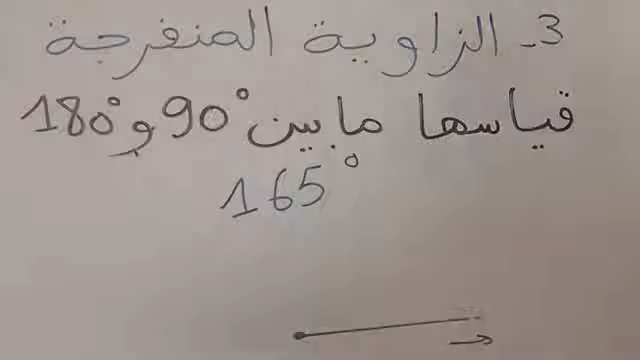 3- الزاوية المنفرجة
قياسها ما بين 90° و 180°
165°